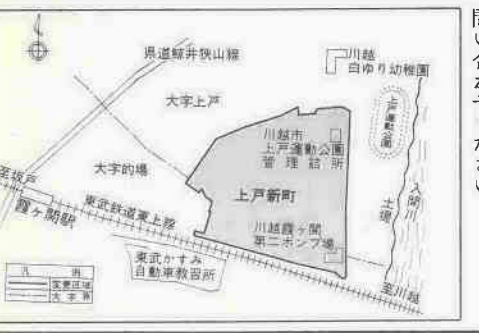 県道鯨井狭山線
大字上戸
大字的場
川越
白ゆり幼稚園
上戸運動公園
川越市
上戸運動公園
管理詰所
上戸新町
川越霞ヶ関
第二ポンプ場
土堤
入間川
至坂戸
霞ヶ関駅
東武鉄道東上線
東武かすみ
自動車教習所
至川越
凡例
変更区域
大字界